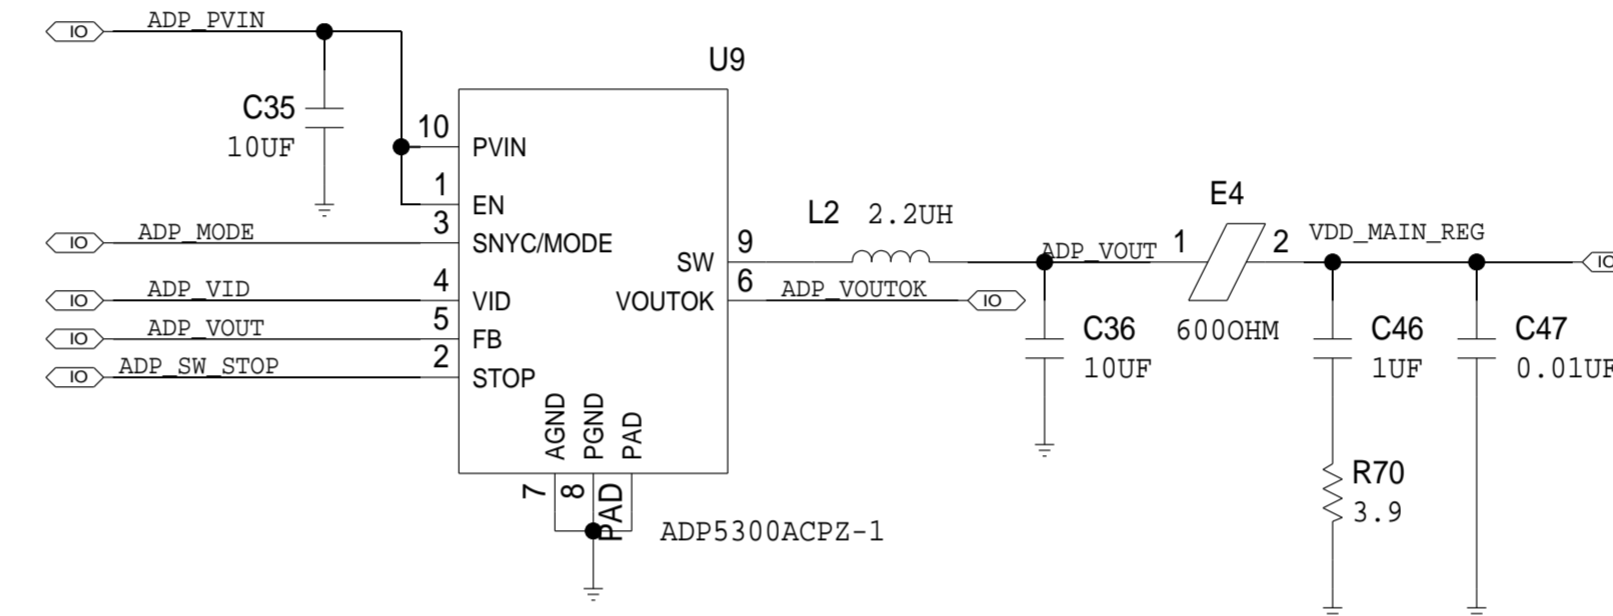 IO ADP_PVIN
U9
C35
10UF
10 PVIN
1 EN
3 SNYC/MODE
IO ADP_MODE
4 VID
IO ADP_VID
5 FB
IO ADP_VOUT
2 STOP
IO ADP_SW_STOP
SW 9
VOUTOK 6
ADP_VOUTOK IO
L2 2.2UH
ADP_VOUT
E4
1 2
600OHM
VDD_MAIN_REG
IO
C36
10UF
C46
1UF
C47
0.01UF
R70
3.9
AGND
PGND
PAD
7
8
PAD
ADP5300ACPZ-1